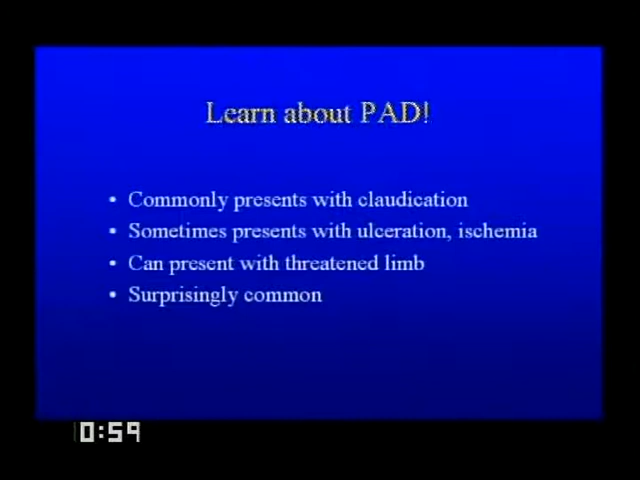 Learn about PAD!
• Commonly presents with claudication
• Sometimes presents with ulceration, ischemia
• Can present with threatened limb
• Surprisingly common
0:59